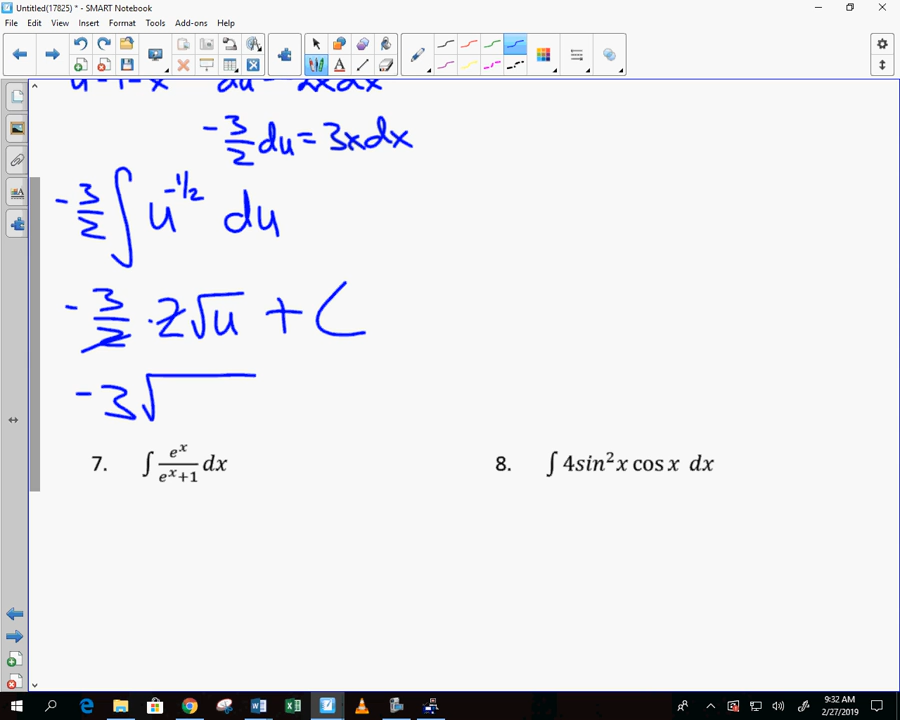 Untitled(17825) * - SMART Notebook
File Edit View Insert Format Tools Add-ons Help
-3/2 du = 3xdx
-3/2 ∫ u^-1/2 du
-3/2 · 2√u + C
-3√
7. ∫ e^x/(e^x+1) dx
8. ∫ 4sin²x cos x dx
9:32 AM
2/27/2019